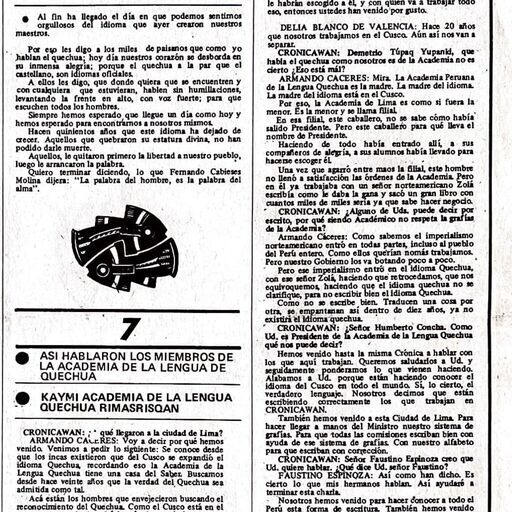 Al fin ha llegado el día en que podemos sentirnos
orgullosos del idioma que ayer crearon nuestros
maestros.
Por eso les digo a los miles de paisanos que como yo
hablan el quechua; hoy día nuestro corazón se desborda en
su inmensa alegría; porque el quechua a la par que el
castellano, son idiomas oficiales.
A ellos les digo, que donde quiera que se encuentren y
con cualquiera que estuvieran, hablen sin humillaciones,
levantando la frente en alto, con voz fuerte; para que
escuchen todos los hombres.
Siempre hemos esperado que llegue un día como hoy y
hemos esperado para encontrarnos a nosotros mismos.
Hacen quinientos años que este idioma ha dejado de
crecer. Aquellos que quebraron su estatura divina, no han
podido darle muerte.
Aquellos, le quitaron primero la libertad a nuestro pueblo,
luego le arrancaron la palabra.
Quiero terminar diciendo, lo que Fernando Cabieses
Molina dijera: "La palabra del hombre, es la palabra del
alma".
7
ASI HABLARON LOS MIEMBROS DE
LA ACADEMIA DE LA LENGUA DE
QUECHUA
KAYMI ACADEMIA DE LA LENGUA
QUECHUA RIMASRISQAN
CRONICAWAN: qué llegaron a la ciudad de Lima?
ARMANDO CACERES: Voy a decir por qué hemos
venido. Venimos a pedir lo siguiente: Se conoce desde
que los incas existieron que del Cusco se expandió el
idioma Quechua, recordando eso la Academia de la
Lengua Quechua tiene una casa del Saber. Buscamos
desde hace veinte años que la verdad del Quechua sea
admitida como tal.
Acá están los hombres que envejecieron buscando el
reconocimiento del Quechua. Como el Cusco está en el
le habrían escogido a él, y con quien va a trabajar todo
eso, entonces ustedes han venido por gusto.
DELIA BLANCO DE VALENCIA: Hace 20 años
que nosotros trabajamos en el Cusco. Aún así nos van a
separar.
CRONICAWAN: Demetrio Túpaq Yupanki, que
habla el quechua como nosotros es de la Academia no es
cierto ¿Eso está mal?
ARMANDO CACERES: Mira. La Academia Peruana
de la Lengua Quechua es la madre. La madre del idioma.
La madre del idioma está en el Cusco.
Por eso, la Academia de Lima es como si fuera la
menor. Es la menor y se llama filial.
En esa filial, este caballero, no se sabe cómo había
salido Presidente. Pero este caballero para qué lleva el
nombre de Presidente.
Haciendo de todo había entrado allí, a sus
compañeros de alegría, a sus alumnos había llevado para
hacerse escoger él.
Una vez que agarró entre maos la filial, este hombre
no llenó a satisfacción las órdenes de la Academia. Pero
en él ya trabajaba con un señor norteamericano Zolá
escribía como le daba la gana y sacó un gran libro con
cuantos miles de miles sería ya que sabe hacer negocio.
CRONICAWAN: ¿Alguno de Uds. puede decir por
escrito, por qué siendo Académico no respeta la grafías
de la Academia?
Armando Cáceres: Como sabemos el imperialismo
norteamericano entró en todas partes, incluso al pueblo
del Perú entero. Como ellos querían nomás trabajamos.
Pero nuestro Gobierno los va botando poco a poco.
Pero ese imperialismo entró en el idioma Quechua,
con ese señor Zolá, haciendo que retrocedamos, que nos
equivoquemos, haciendo que el idioma quechua no se
clarifique, para no escribir bien el idioma Quechua.
Como no se escribe bien. Traducen una cosa por
otra, se empantanan así dentro de diez años, ya no
existirá el idioma quechua.
CRONICAWAN: ¿Señor Humberto Concha. Como
Ud. es Presidente de la Academia de la Lengua Quechua
qué nos puede decir?
Hemos venido hasta la misma Crónica a hablar con
los que aquí trabajan. Queremos saludarlos a Ud. y
seguidamente ponderamos lo que vienen haciendo.
Alabamos a Ud. porque están haciendo conocer el
idioma del Cusco en todo el mundo. Sí, lo cierto, el
verdadero lenguaje. Nosotros decimos que están
escribiendo correctamente los que trabajan en
CRONICAWAN.
También hemos venido a esta Ciudad de Lima. Para
hacer llegar a manos del Ministro nuestro sistema de
grafías. Para que todas las comisiones escriban bien con
ayuda de ese sistema de grafías. Con nuestro alfabeto
para que escriban con corrección.
CRONICAWAN: Señor Faustino Espinoza creo que
Ud. quiere hablar. ¿Qué dice Ud. señor Faustino?
FAUSTINO ESPINOZA: Así como han dicho. Es
cierto lo que mis hermanos hablan. Así ayudaré a
terminar esta charla.
Nosotros hemos venido para hacer conocer a todo el
Perú esta forma de escritura. También hemos venido